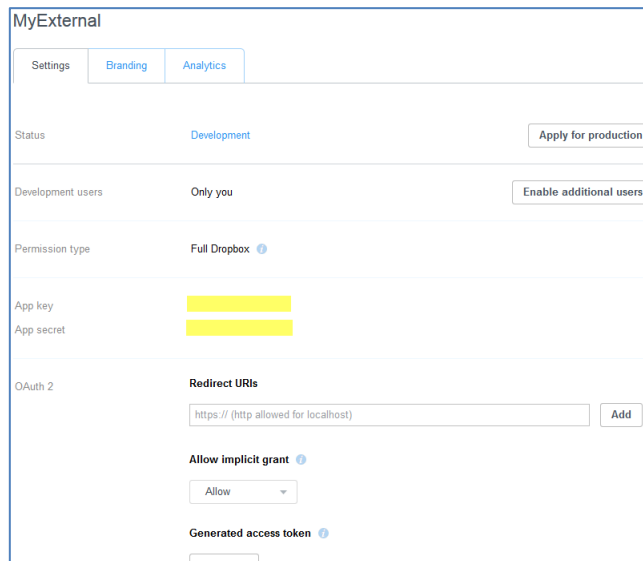 MyExternal
Settings Branding Analytics
Status Development Apply for production
Development users Only you Enable additional users
Permission type Full Dropbox i
App key
App secret
OAuth 2 Redirect URIs
https:// (http allowed for localhost) Add
Allow implicit grant i
Allow
Generated access token i